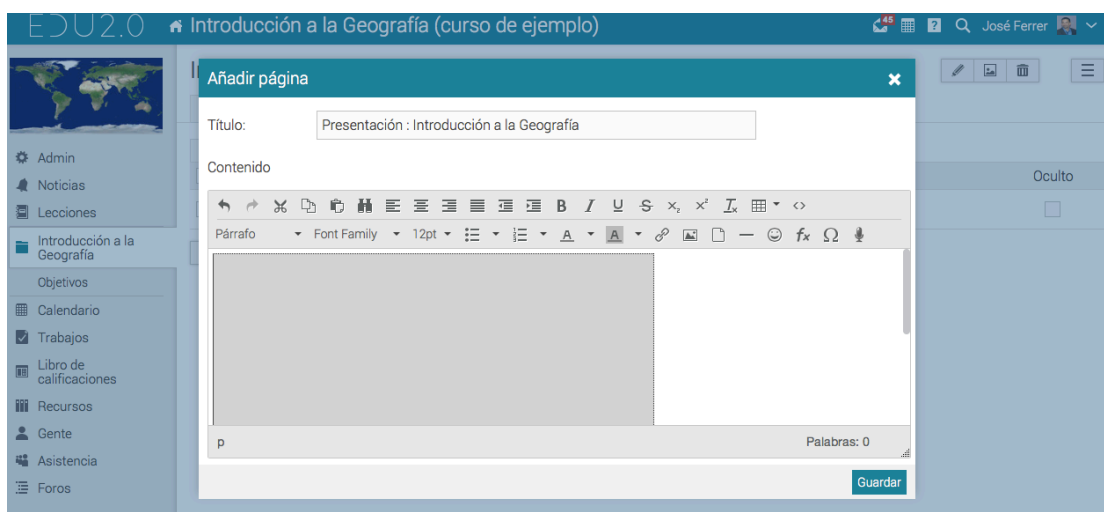 EDU2.0
Introducción a la Geografía (curso de ejemplo)
45
José Ferrer
Añadir página
Título:
Presentación : Introducción a la Geografía
Contenido
Párrafo
Font Family
12pt
p
Palabras: 0
Guardar
Oculto
Admin
Noticias
Lecciones
Introducción a la
Geografía
Objetivos
Calendario
Trabajos
Libro de
calificaciones
Recursos
Gente
Asistencia
Foros